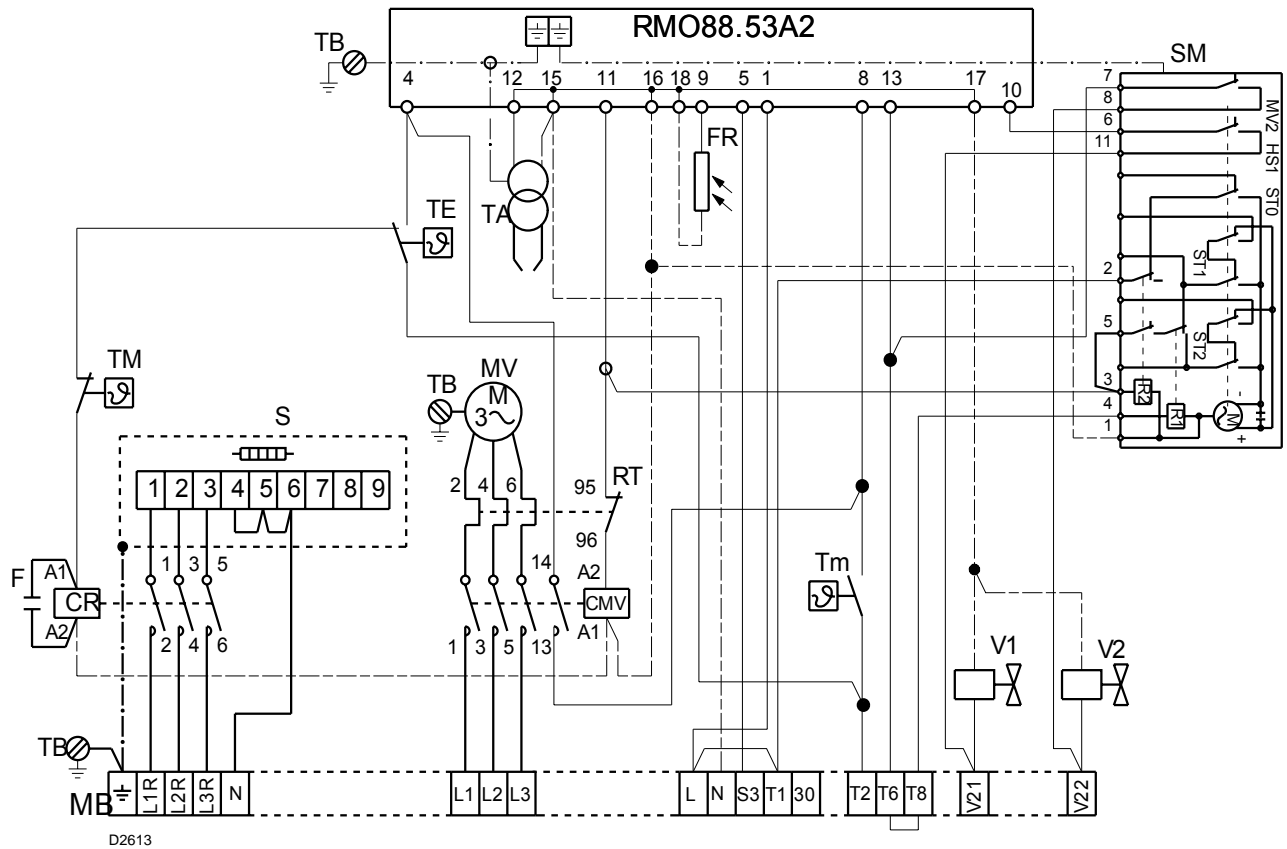 RMO88.53A2
TB
SM
4 12 15 11 16 18 9 5 1 8 13 17 10
7
8
6
11
2
5
3
4
1
MV2 HS1 ST0
ST1
ST2
R2
R1
M
-
+
FR
TA
TE
TM
TB
MV
M
3~
S
1 2 3 4 5 6 7 8 9
2 4 6
95
RT
96
14
A2
CMV
A1
1 3 5 13
F
A1
CR
A2
1 3 5
2 4 6
Tm
V1
V2
TB
MB
L1R L2R L3R N
L1 L2 L3
L N S3 T1 30
T2 T6 T8
V21
V22
D2613